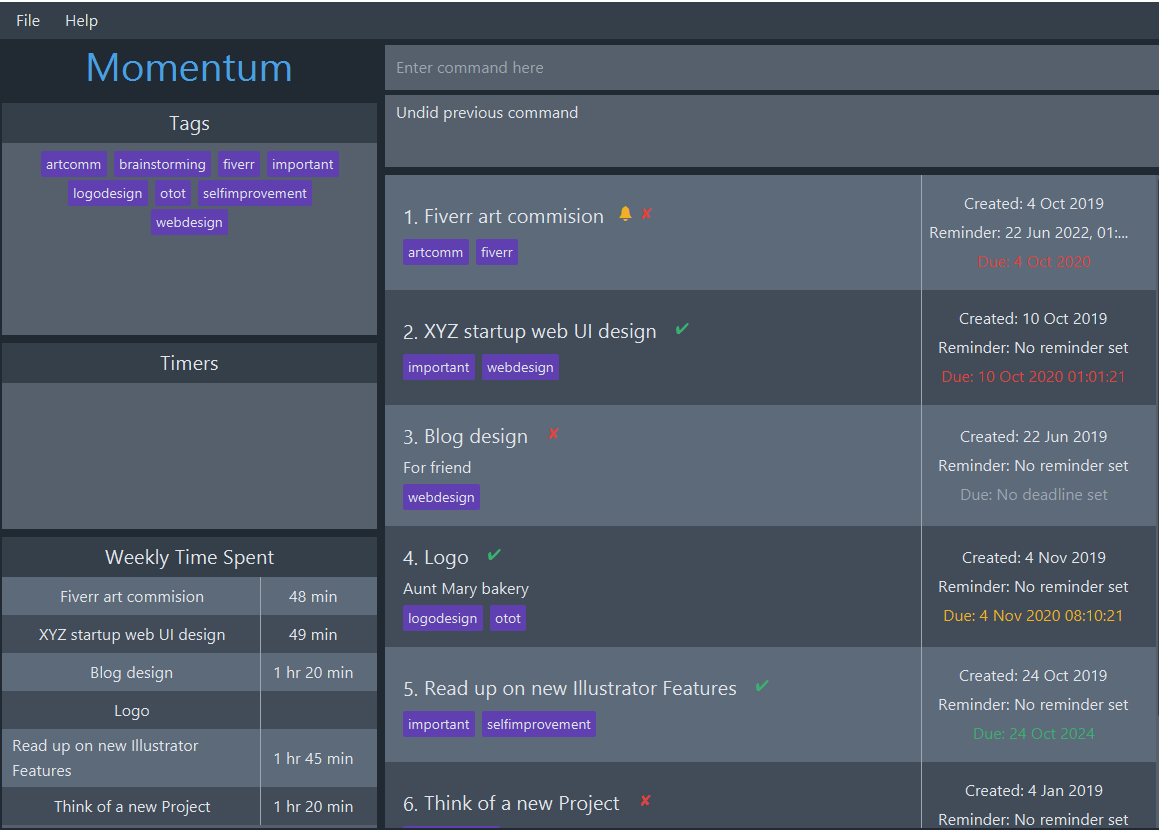 File Help
Momentum
Tags
artcomm brainstorming fiverr important
logodesign otot selfimprovement
webdesign
Timers
Weekly Time Spent
Fiverr art commision 48 min
XYZ startup web UI design 49 min
Blog design 1 hr 20 min
Logo
Read up on new Illustrator
Features 1 hr 45 min
Think of a new Project 1 hr 20 min
Enter command here
Undid previous command
1. Fiverr art commision
artcomm fiverr
Created: 4 Oct 2019
Reminder: 22 Jun 2022, 01:...
Due: 4 Oct 2020
2. XYZ startup web UI design
important webdesign
Created: 10 Oct 2019
Reminder: No reminder set
Due: 10 Oct 2020 01:01:21
3. Blog design
For friend
webdesign
Created: 22 Jun 2019
Reminder: No reminder set
Due: No deadline set
4. Logo
Aunt Mary bakery
logodesign otot
Created: 4 Nov 2019
Reminder: No reminder set
Due: 4 Nov 2020 08:10:21
5. Read up on new Illustrator Features
important selfimprovement
Created: 24 Oct 2019
Reminder: No reminder set
Due: 24 Oct 2024
6. Think of a new Project
Created: 4 Jan 2019
Reminder: No reminder set